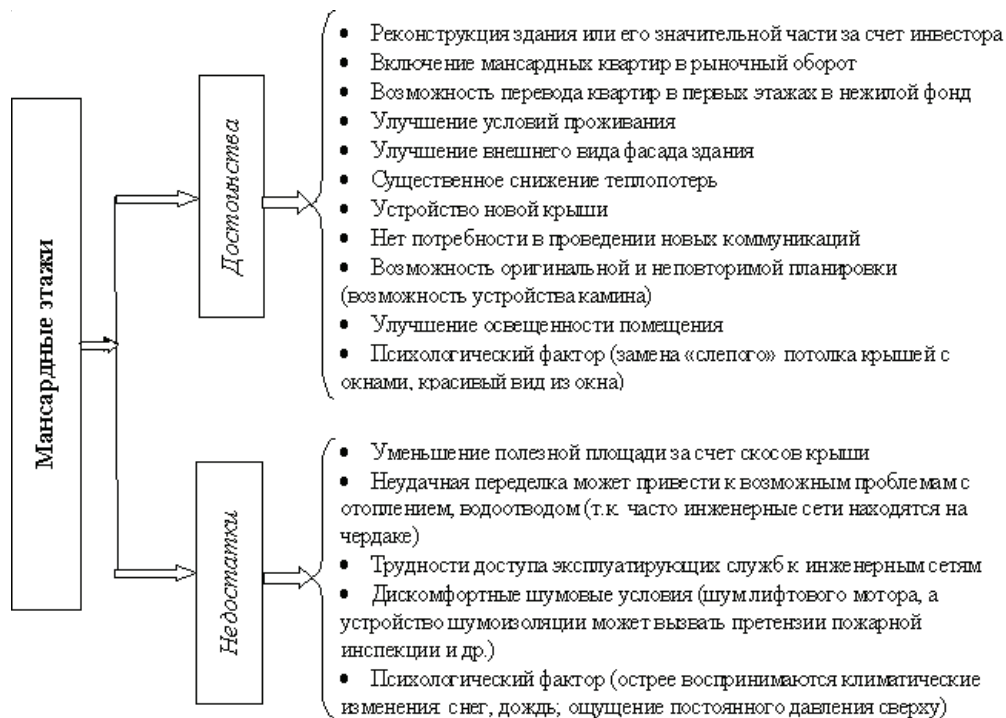 Мансардные этажи
Достоинства
• Реконструкция здания или его значительной части за счет инвестора
• Включение мансардных квартир в рыночный оборот
• Возможность перевода квартир в первых этажах в нежилой фонд
• Улучшение условий проживания
• Улучшение внешнего вида фасада здания
• Существенное снижение теплопотерь
• Устройство новой крыши
• Нет потребности в проведении новых коммуникаций
• Возможность оригинальной и неповторимой планировки
(возможность устройства камина)
• Улучшение освещенности помещения
• Психологический фактор (замена «слепого» потолка крышей с
окнами, красивый вид из окна)
Недостатки
• Уменьшение полезной площади за счет скосов крыши
• Неудачная переделка может привести к возможным проблемам с
отоплением, водоотводом (т.к. часто инженерные сети находятся на
чердаке)
• Трудности доступа эксплуатирующих служб к инженерным сетям
• Дискомфортные шумовые условия (шум лифтового мотора, а
устройство шумоизоляции может вызвать претензии пожарной
инспекции и др.)
• Психологический фактор (острее воспринимаются климатические
изменения: снег, дождь; ощущение постоянного давления сверху)